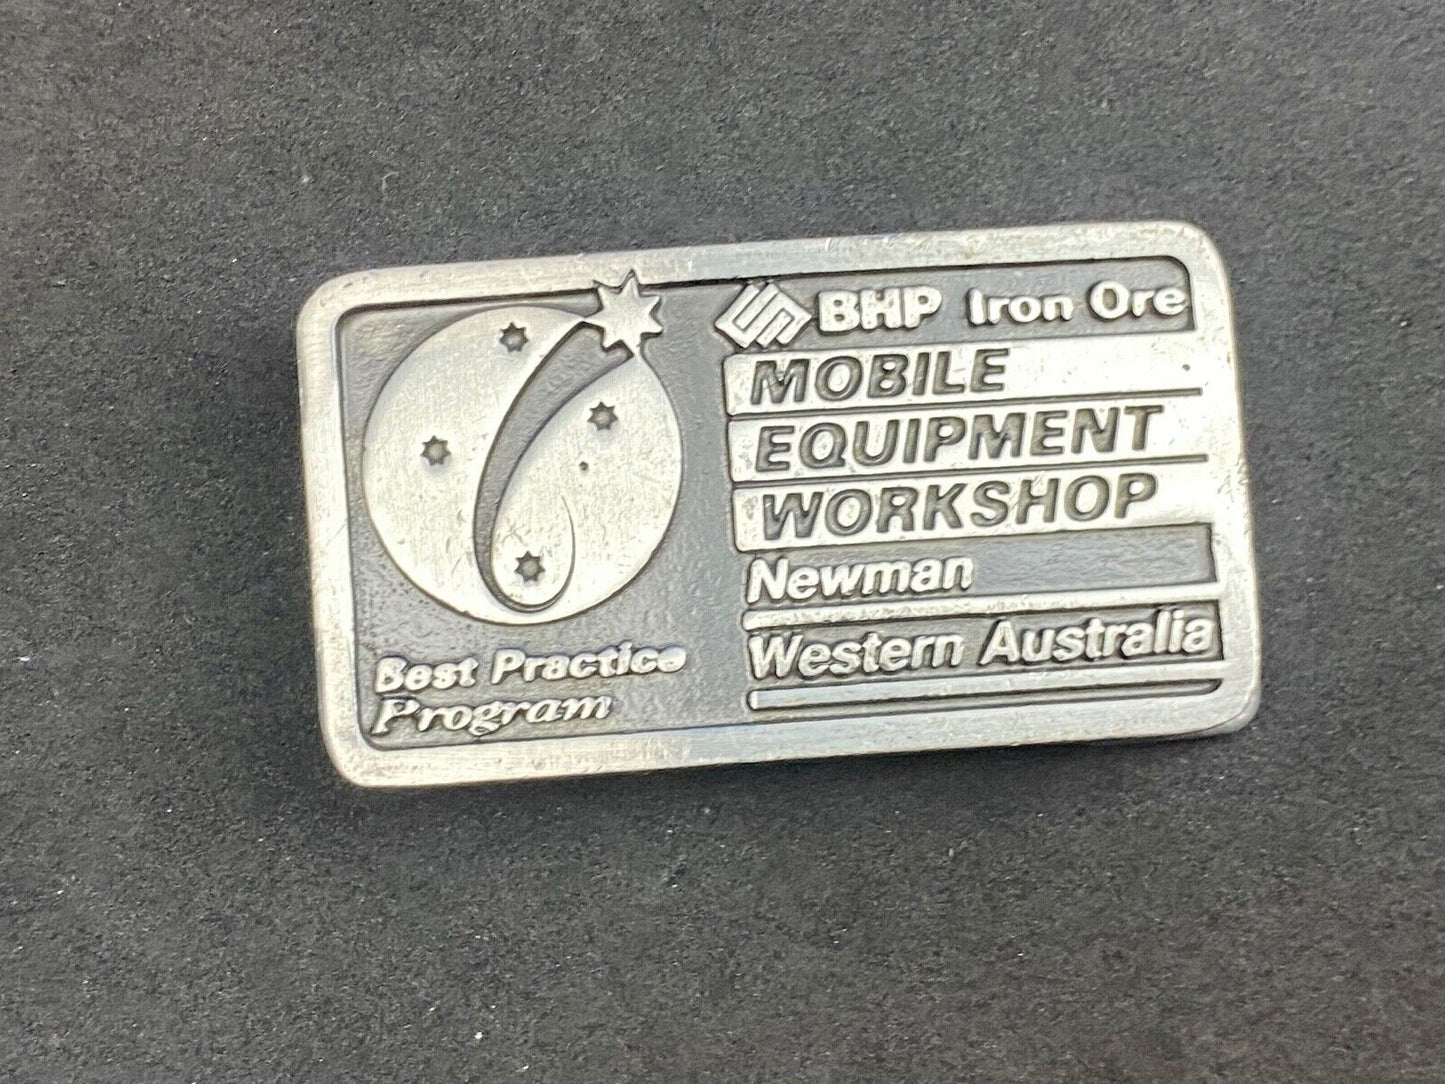 BHP Iron Ore
MOBILE
EQUIPMENT
WORKSHOP
Newman
Western Australia
Best Practice
Program